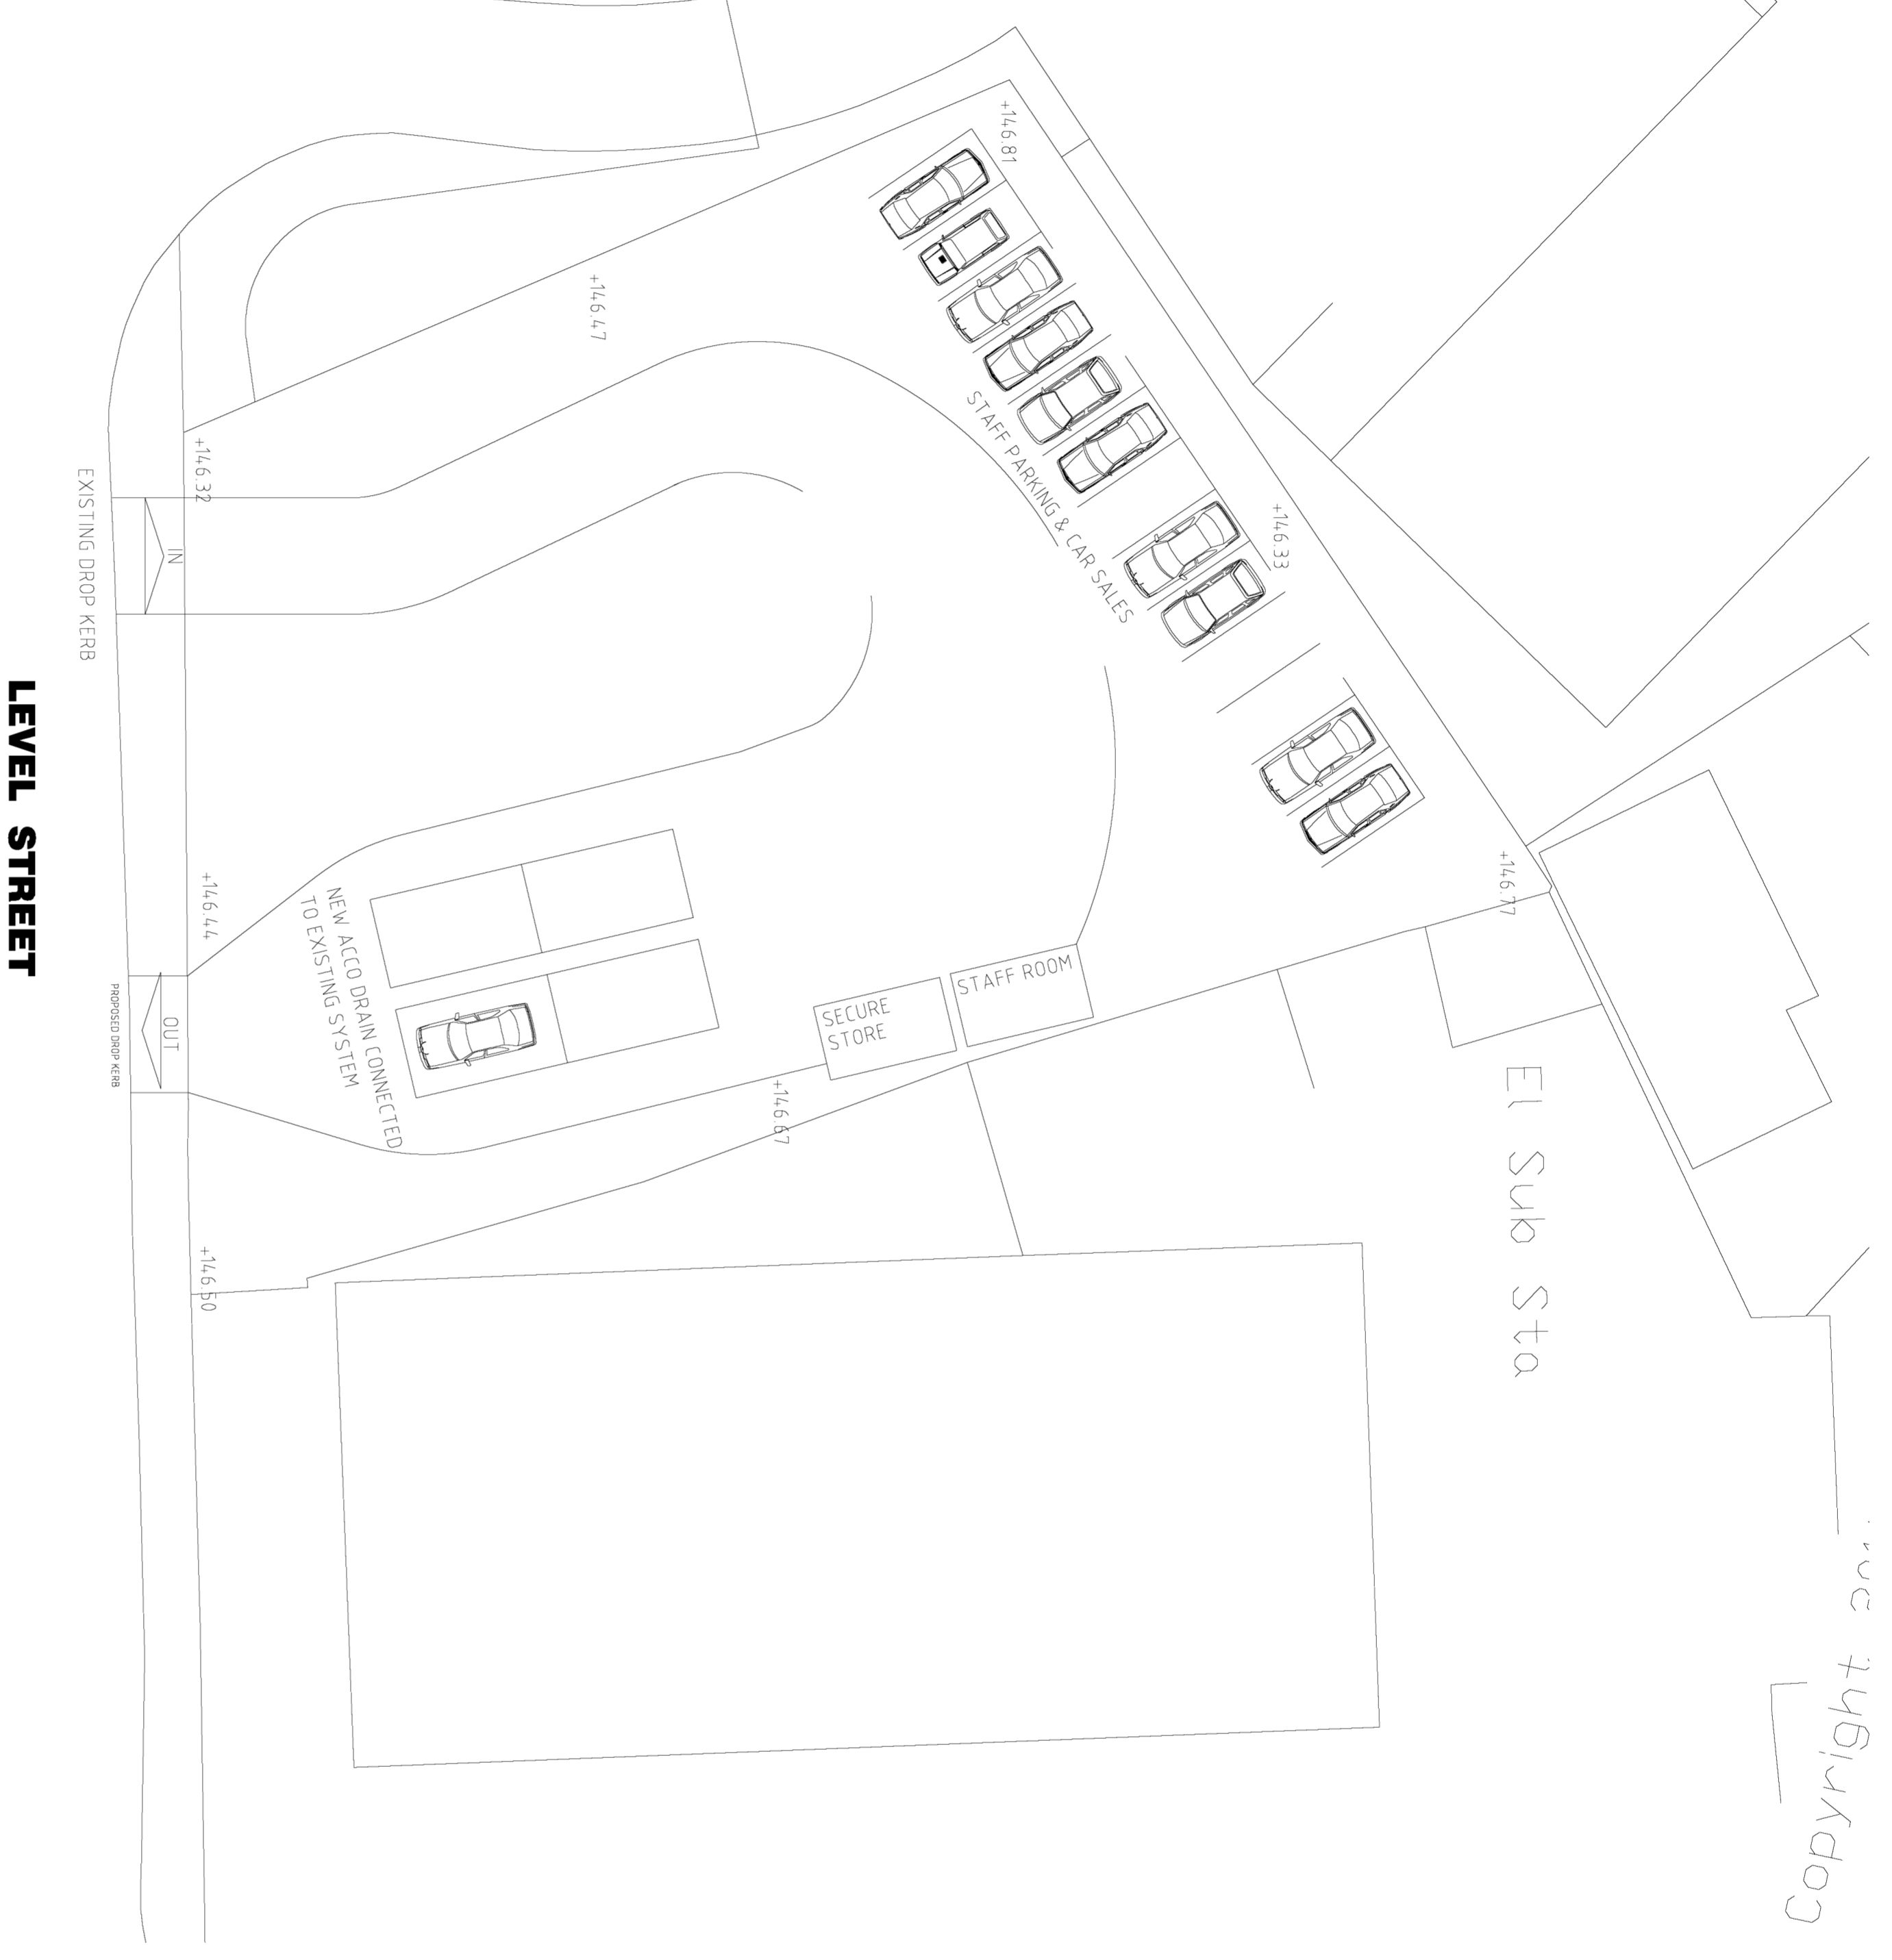 +146.81
+146.47
STAFF PARKING & CAR SALES
+146.32
EXISTING DROP KERB
IN
+146.33
LEVEL STREET
+146.44
+146.77
NEW ACCO DRAIN CONNECTED
TO EXISTING SYSTEM
STAFF ROOM
SECURE
STORE
PROPOSED DROP KERB
OUT
+146.67
El Sub Sta
+146.50
Copyright